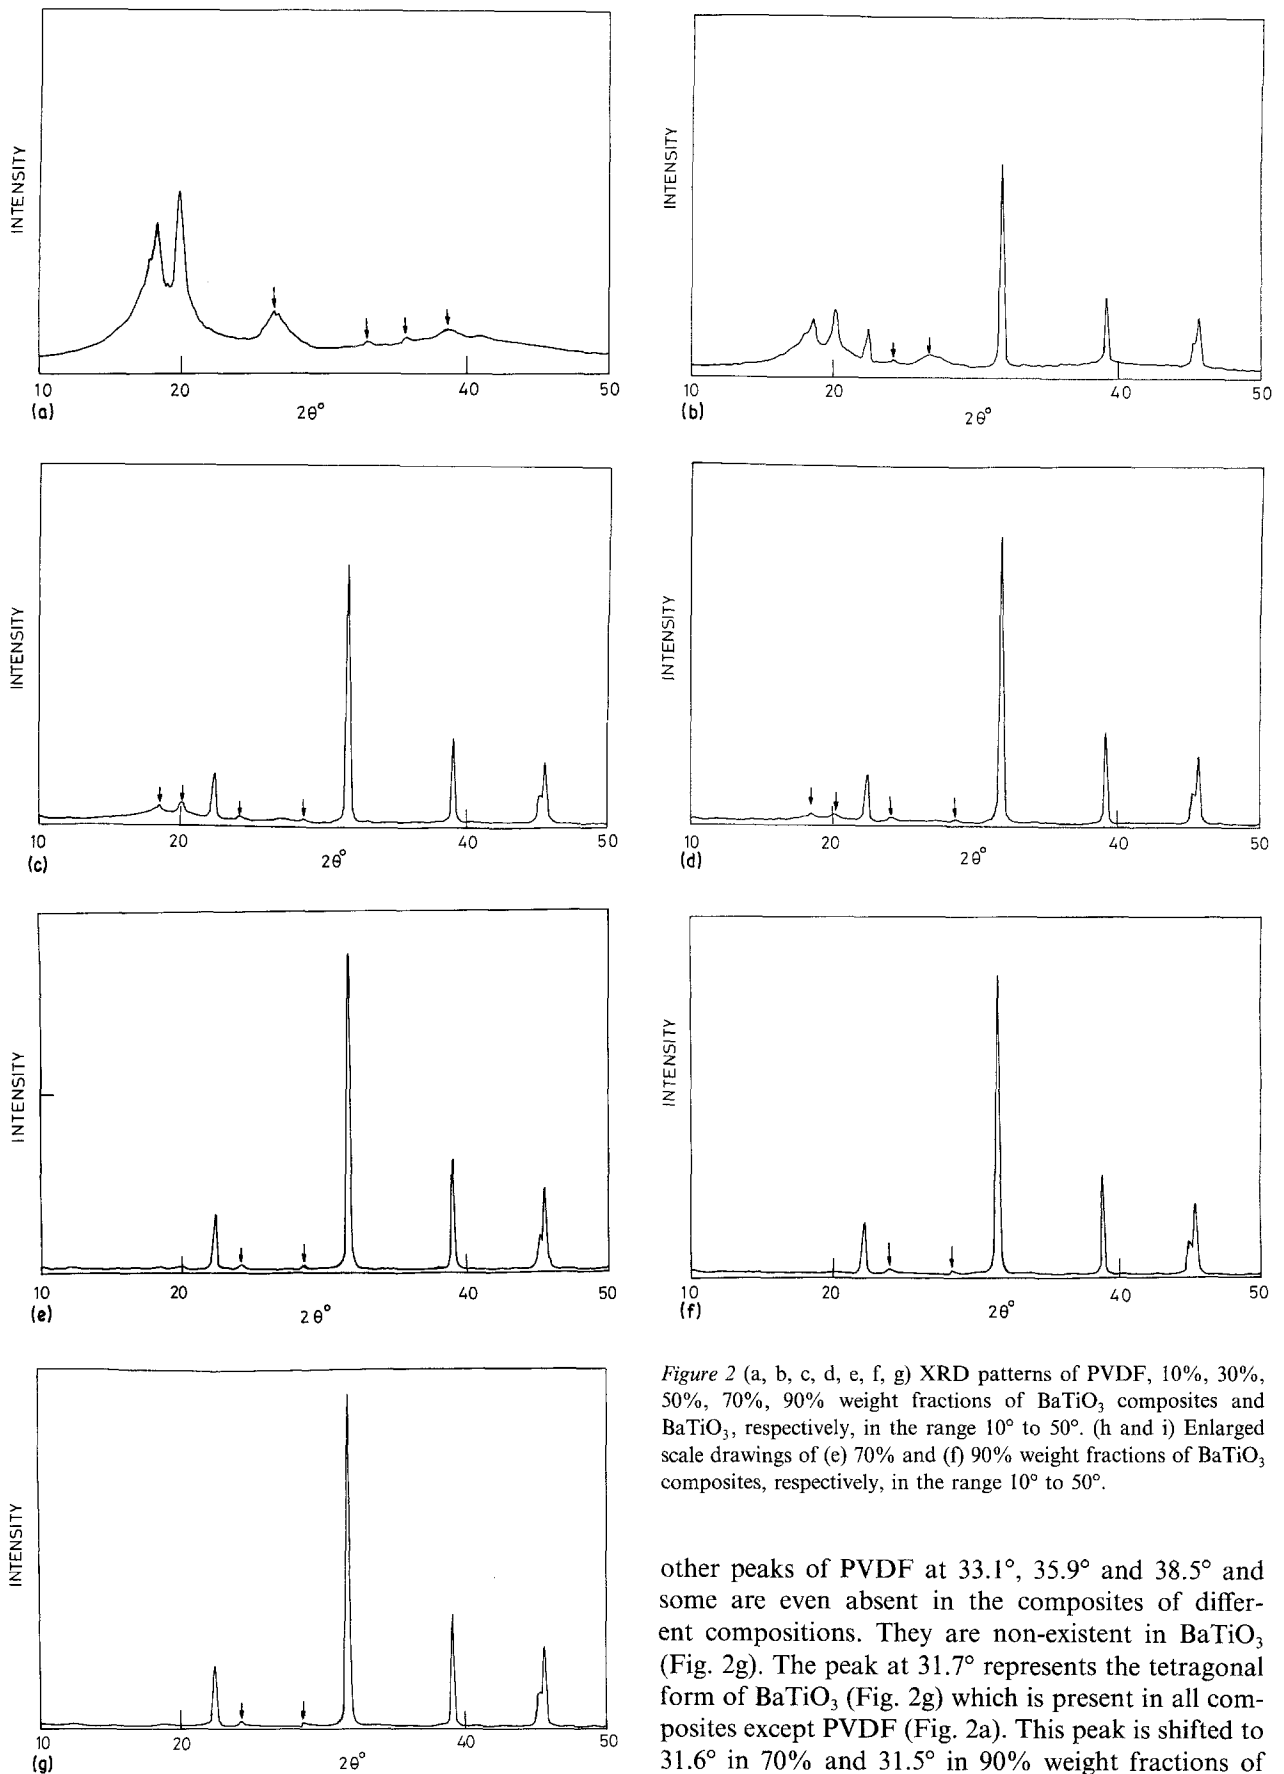 INTENSITY
10 20 40 50
(a)
2θ°
INTENSITY
10 20 40 50
(b)
2θ°
INTENSITY
10 20 40 50
(c)
2θ°
INTENSITY
10 20 40 50
(d)
2θ°
INTENSITY
10 20 40 50
(e)
2θ°
INTENSITY
10 20 40 50
(f)
2θ°
INTENSITY
10 20 40 50
(g)
2θ°
Figure 2 (a, b, c, d, e, f, g) XRD patterns of PVDF, 10%, 30%,
50%, 70%, 90% weight fractions of BaTiO₃ composites and
BaTiO₃, respectively, in the range 10° to 50°. (h and i) Enlarged
scale drawings of (e) 70% and (f) 90% weight fractions of BaTiO₃
composites, respectively, in the range 10° to 50°.
other peaks of PVDF at 33.1°, 35.9° and 38.5° and
some are even absent in the composites of differ-
ent compositions. They are non-existent in BaTiO₃
(Fig. 2g). The peak at 31.7° represents the tetragonal
form of BaTiO₃ (Fig. 2g) which is present in all com-
posites except PVDF (Fig. 2a). This peak is shifted to
31.6° in 70% and 31.5° in 90% weight fractions of